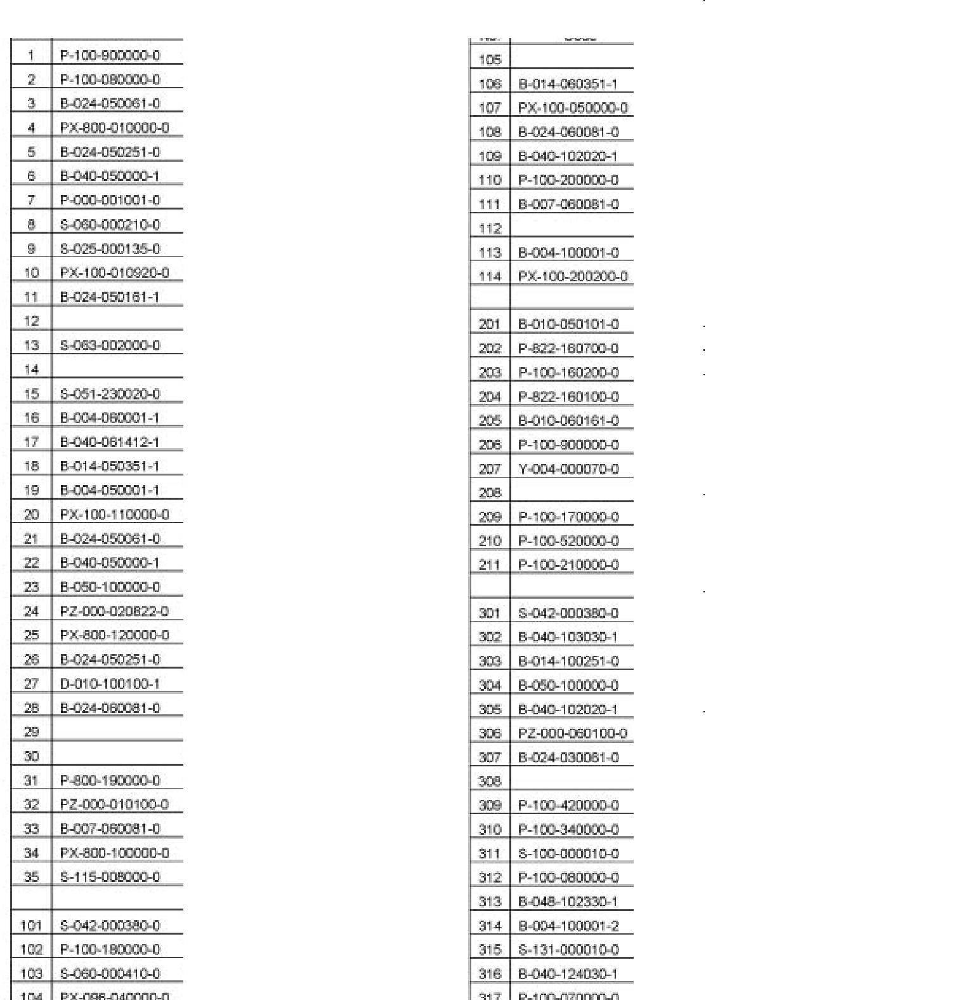 1 P-100-900000-0
2 P-100-080000-0
3 B-024-050061-0
4 PX-800-010000-0
5 B-024-050251-0
6 B-040-050000-1
7 P-000-001001-0
8 S-060-000210-0
9 S-025-000135-0
10 PX-100-010920-0
11 B-024-050161-1
12
13 S-063-002000-0
14
15 S-051-230020-0
16 B-004-060001-1
17 B-040-061412-1
18 B-014-050351-1
19 B-004-050001-1
20 PX-100-110000-0
21 B-024-050061-0
22 B-040-050000-1
23 B-050-100000-0
24 PZ-000-020822-0
25 PX-800-120000-0
26 B-024-050251-0
27 D-010-100100-1
28 B-024-060081-0
29
30
31 P-800-190000-0
32 PZ-000-010100-0
33 B-007-060081-0
34 PX-800-100000-0
35 S-115-008000-0
101 S-042-000380-0
102 P-100-180000-0
103 S-060-000410-0
104 PX-098-040000-0
105
106 B-014-060351-1
107 PX-100-050000-0
108 B-024-060081-0
109 B-040-102020-1
110 P-100-200000-0
111 B-007-060081-0
112
113 B-004-100001-0
114 PX-100-200200-0
201 B-010-050101-0
202 P-822-160700-0
203 P-100-160200-0
204 P-822-160100-0
205 B-010-060161-0
206 P-100-900000-0
207 Y-004-000070-0
208
209 P-100-170000-0
210 P-100-520000-0
211 P-100-210000-0
301 S-042-000380-0
302 B-040-103030-1
303 B-014-100251-0
304 B-050-100000-0
305 B-040-102020-1
306 PZ-000-060100-0
307 B-024-030061-0
308
309 P-100-420000-0
310 P-100-340000-0
311 S-100-000010-0
312 P-100-080000-0
313 B-048-102330-1
314 B-004-100001-2
315 S-131-000010-0
316 B-040-124030-1
317 P-100-070000-0